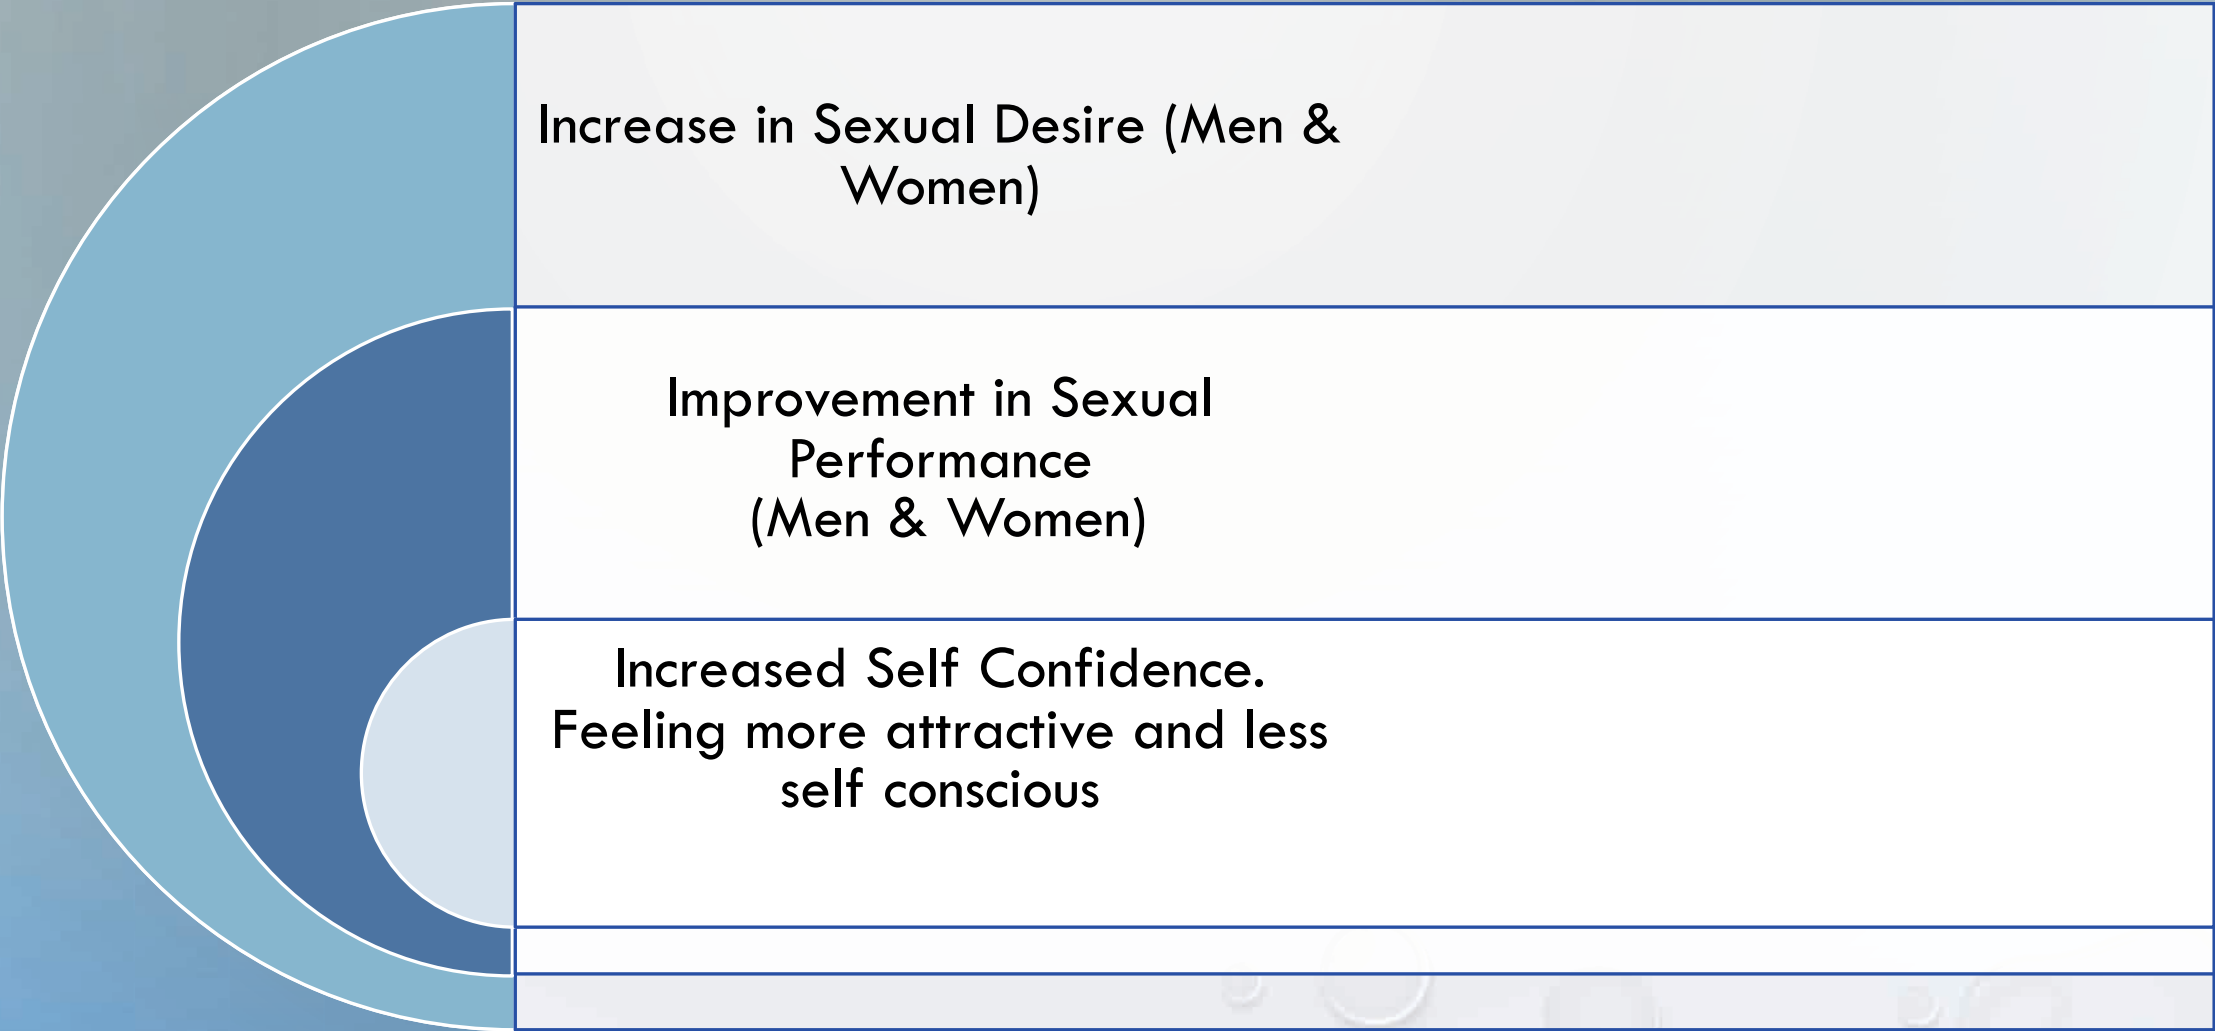 Increase in Sexual Desire (Men &
Women)
Improvement in Sexual
Performance
(Men & Women)
Increased Self Confidence.
Feeling more attractive and less
self conscious